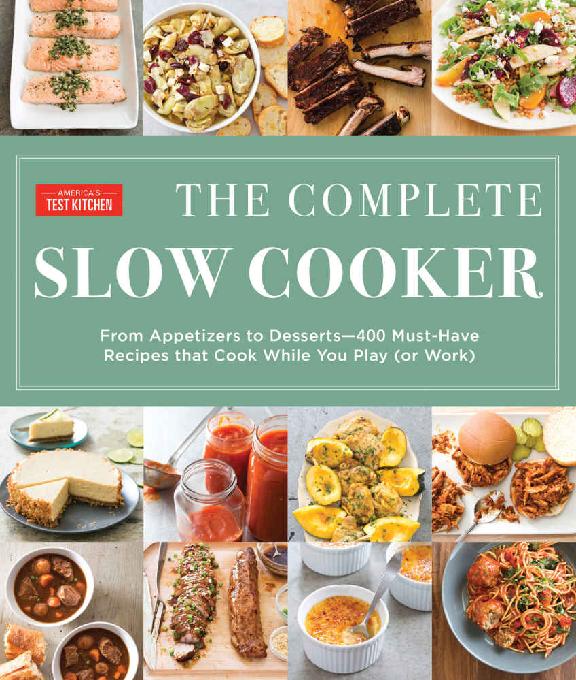 AMERICA'S
TEST KITCHEN
THE COMPLETE
SLOW COOKER
From Appetizers to Desserts—400 Must-Have
Recipes that Cook While You Play (or Work)